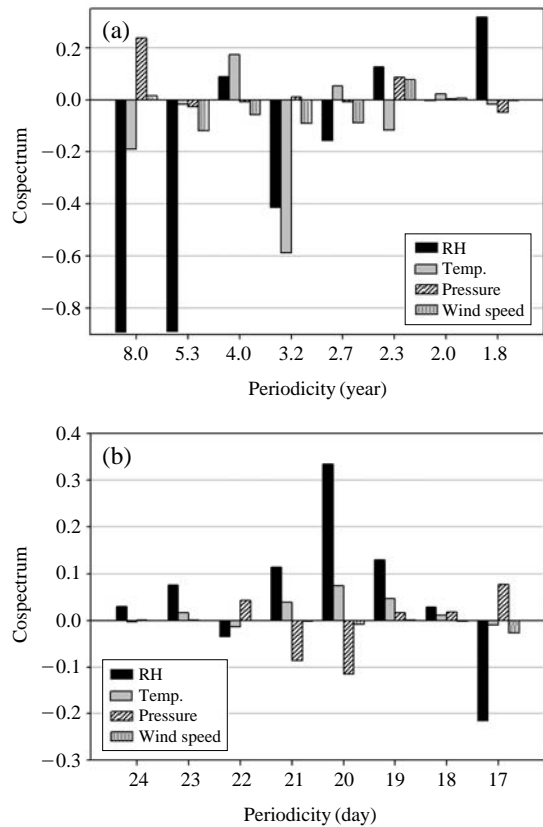 (a)
0.2
0.0
−0.2
−0.4
−0.6
−0.8
Cospectrum
RH
Temp.
Pressure
Wind speed
8.0 5.3 4.0 3.2 2.7 2.3 2.0 1.8
Periodicity (year)
(b)
0.4
0.3
0.2
0.1
0.0
−0.1
−0.2
−0.3
Cospectrum
RH
Temp.
Pressure
Wind speed
24 23 22 21 20 19 18 17
Periodicity (day)